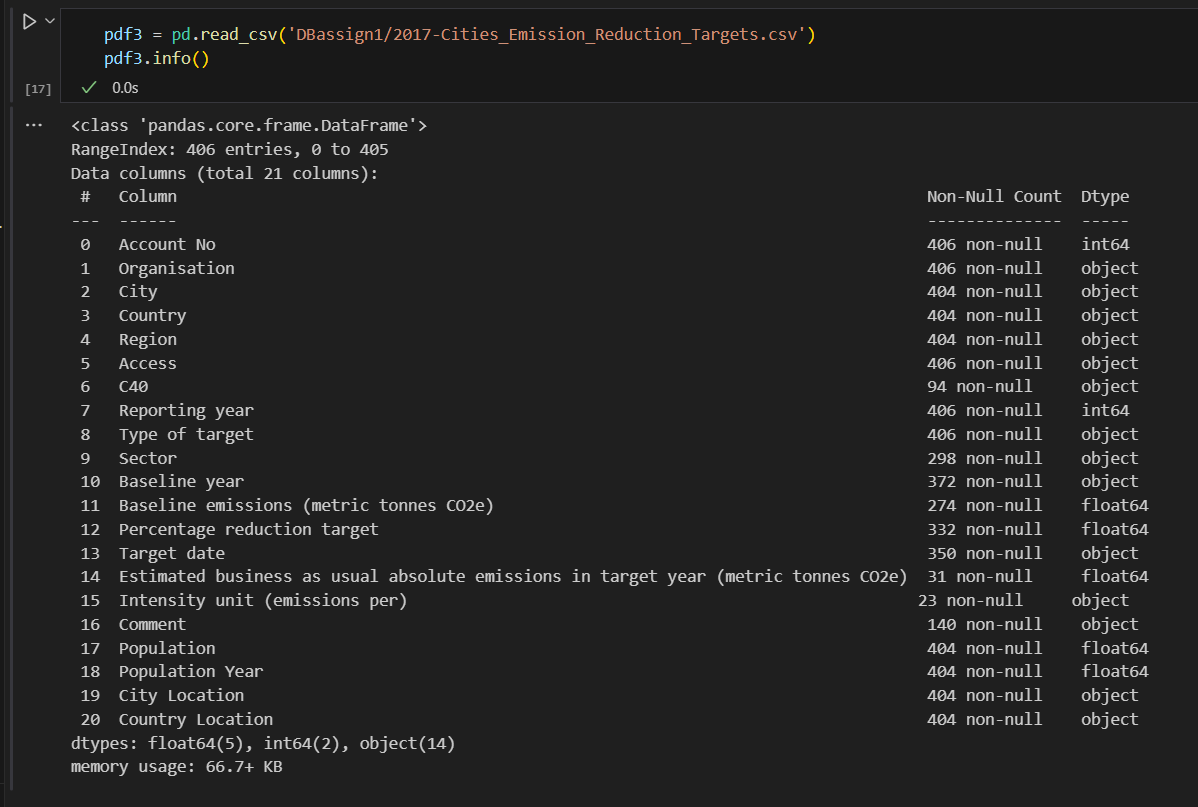 pdf3 = pd.read_csv('DBassign1/2017-Cities_Emission_Reduction_Targets.csv')
pdf3.info()
[17] 0.0s
... <class 'pandas.core.frame.DataFrame'>
RangeIndex: 406 entries, 0 to 405
Data columns (total 21 columns):
 #   Column                                                                           Non-Null Count  Dtype
---  ------                                                                           --------------  -----
 0   Account No                                                                       406 non-null    int64
 1   Organisation                                                                     406 non-null    object
 2   City                                                                             404 non-null    object
 3   Country                                                                          404 non-null    object
 4   Region                                                                           404 non-null    object
 5   Access                                                                           406 non-null    object
 6   C40                                                                              94 non-null     object
 7   Reporting year                                                                   406 non-null    int64
 8   Type of target                                                                   406 non-null    object
 9   Sector                                                                           298 non-null    object
 10  Baseline year                                                                    372 non-null    object
 11  Baseline emissions (metric tonnes CO2e)                                          274 non-null    float64
 12  Percentage reduction target                                                      332 non-null    float64
 13  Target date                                                                      350 non-null    object
 14  Estimated business as usual absolute emissions in target year (metric tonnes CO2e)  31 non-null     float64
 15  Intensity unit (emissions per)                                                   23 non-null     object
 16  Comment                                                                          140 non-null    object
 17  Population                                                                       404 non-null    float64
 18  Population Year                                                                  404 non-null    float64
 19  City Location                                                                    404 non-null    object
 20  Country Location                                                                 404 non-null    object
dtypes: float64(5), int64(2), object(14)
memory usage: 66.7+ KB